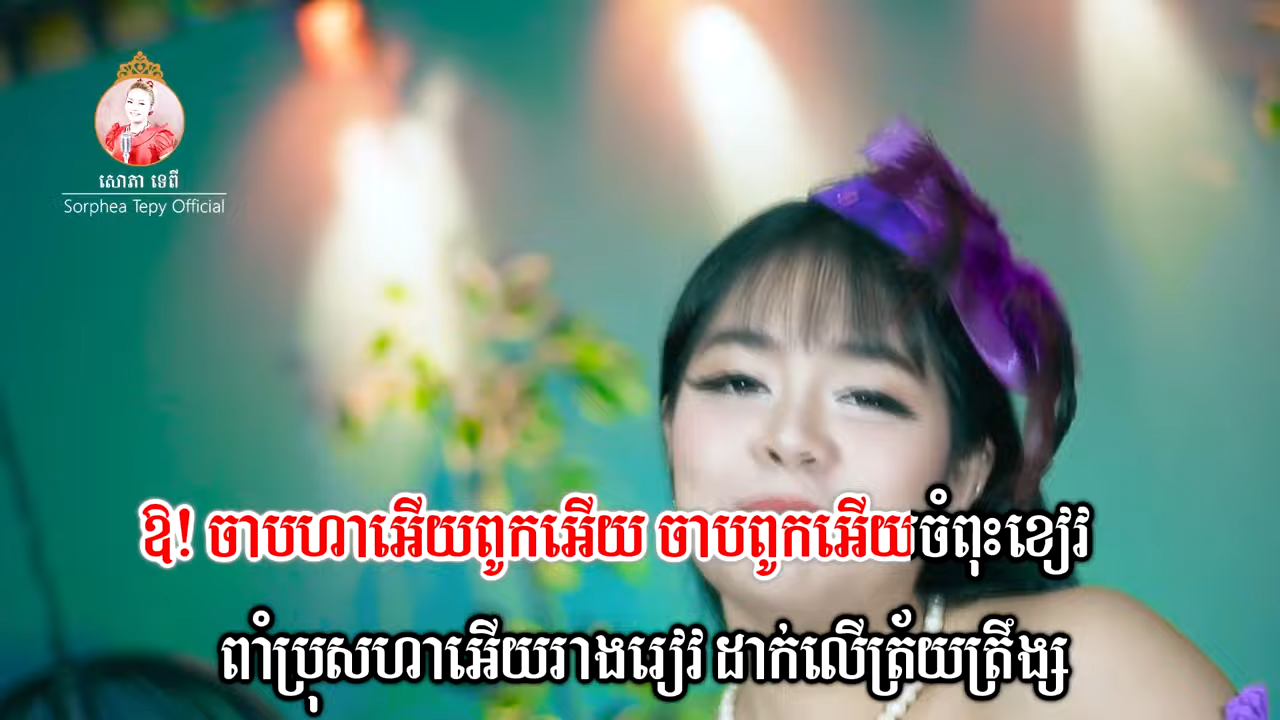 សោភា ទេពី
Sorphea Tepy Official
ឱ! ចាបហាអើយពូកអើយ ចាបពូកអើយចំពុះខៀវ
ពាំប្រុសហាអើយរាងរៀវ ដាក់លើត្រ័យត្រឹង្ស